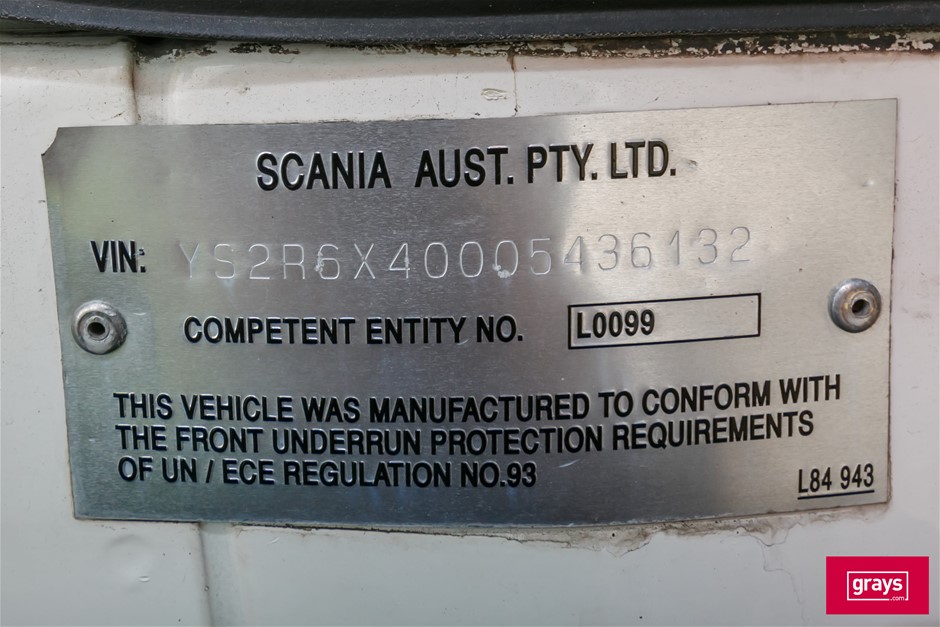 SCANIA AUST. PTY. LTD.
VIN: YS2R6X40005436132
COMPETENT ENTITY NO. L0099
THIS VEHICLE WAS MANUFACTURED TO CONFORM WITH
THE FRONT UNDERRUN PROTECTION REQUIREMENTS
OF UN / ECE REGULATION NO.93
L84 943
grays
.com